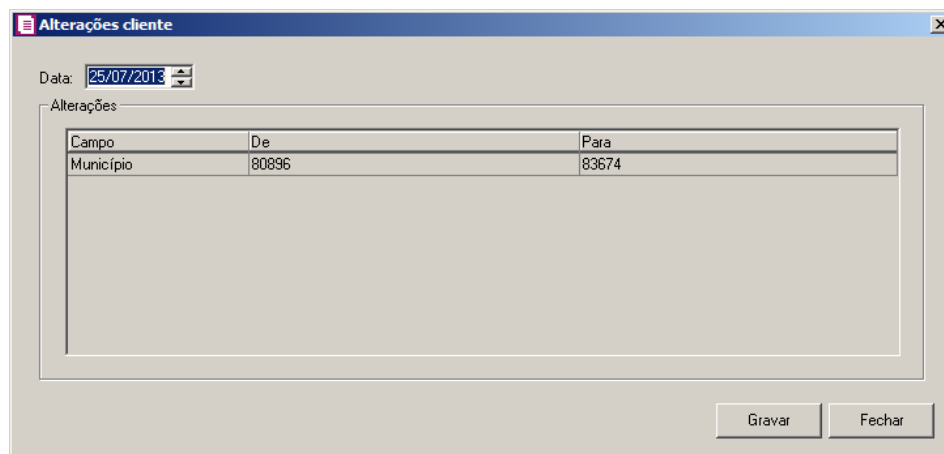 Alterações cliente
Data: 25/07/2013
Alterações
Campo De Para
Município 80896 83674
Gravar Fechar